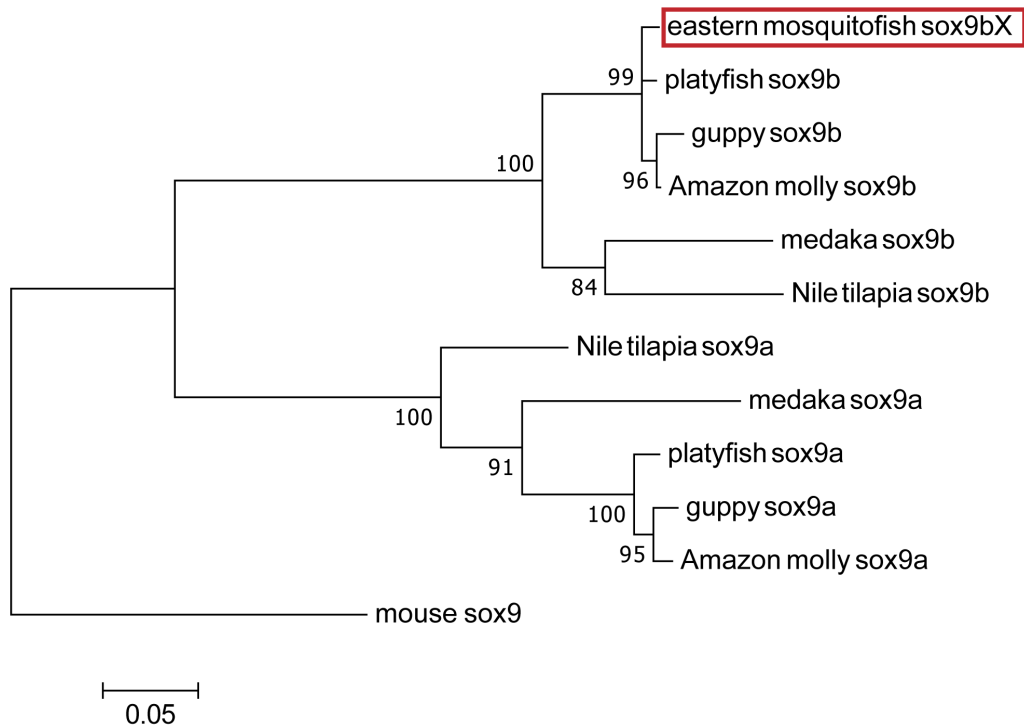 eastern mosquitofish sox9bX
99
platyfish sox9b
guppy sox9b
100
96
Amazon molly sox9b
medaka sox9b
84
Nile tilapia sox9b
Nile tilapia sox9a
medaka sox9a
100
platyfish sox9a
91
guppy sox9a
100
95
Amazon molly sox9a
mouse sox9
0.05